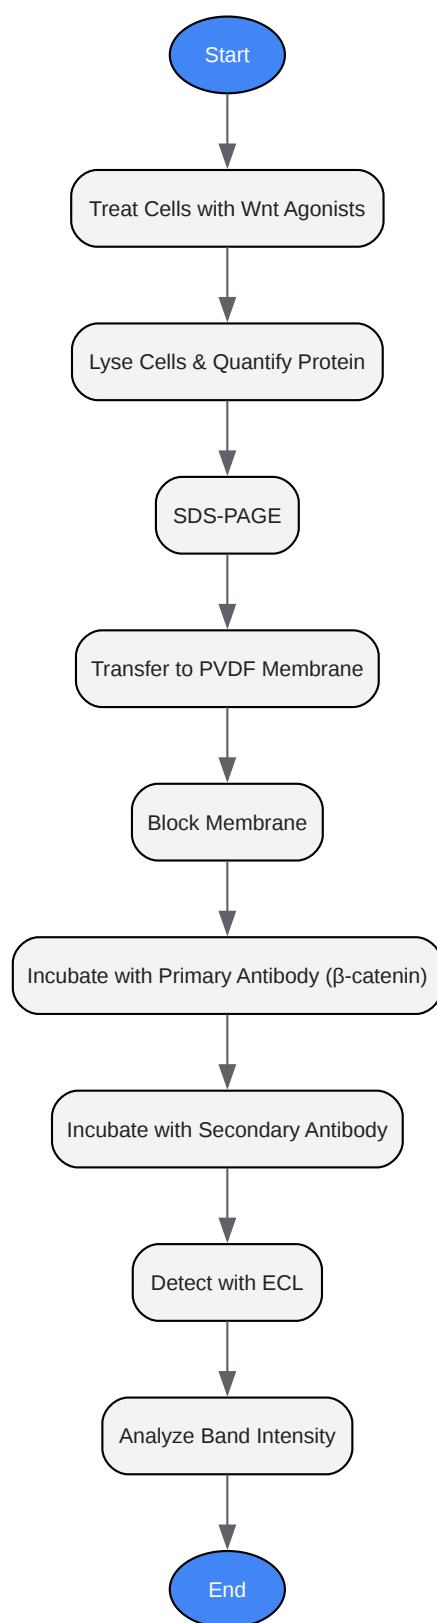 Start
Treat Cells with Wnt Agonists
Lyse Cells & Quantify Protein
SDS-PAGE
Transfer to PVDF Membrane
Block Membrane
Incubate with Primary Antibody (β-catenin)
Incubate with Secondary Antibody
Detect with ECL
Analyze Band Intensity
End